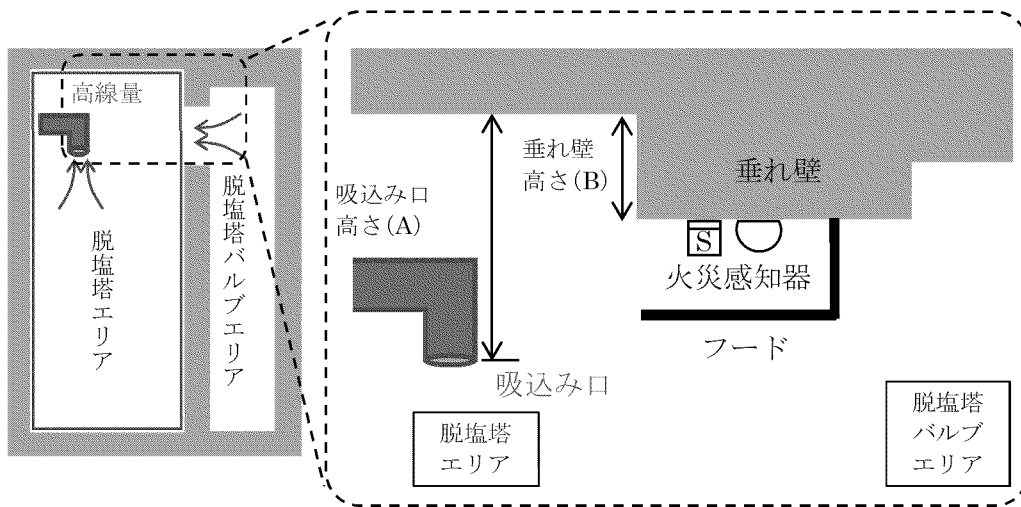 高線量
脱塩塔エリア
脱塩塔バルブエリア
吸込み口
高さ(A)
垂れ壁
高さ(B)
垂れ壁
S
火災感知器
フード
吸込み口
脱塩塔
エリア
脱塩塔
バルブ
エリア